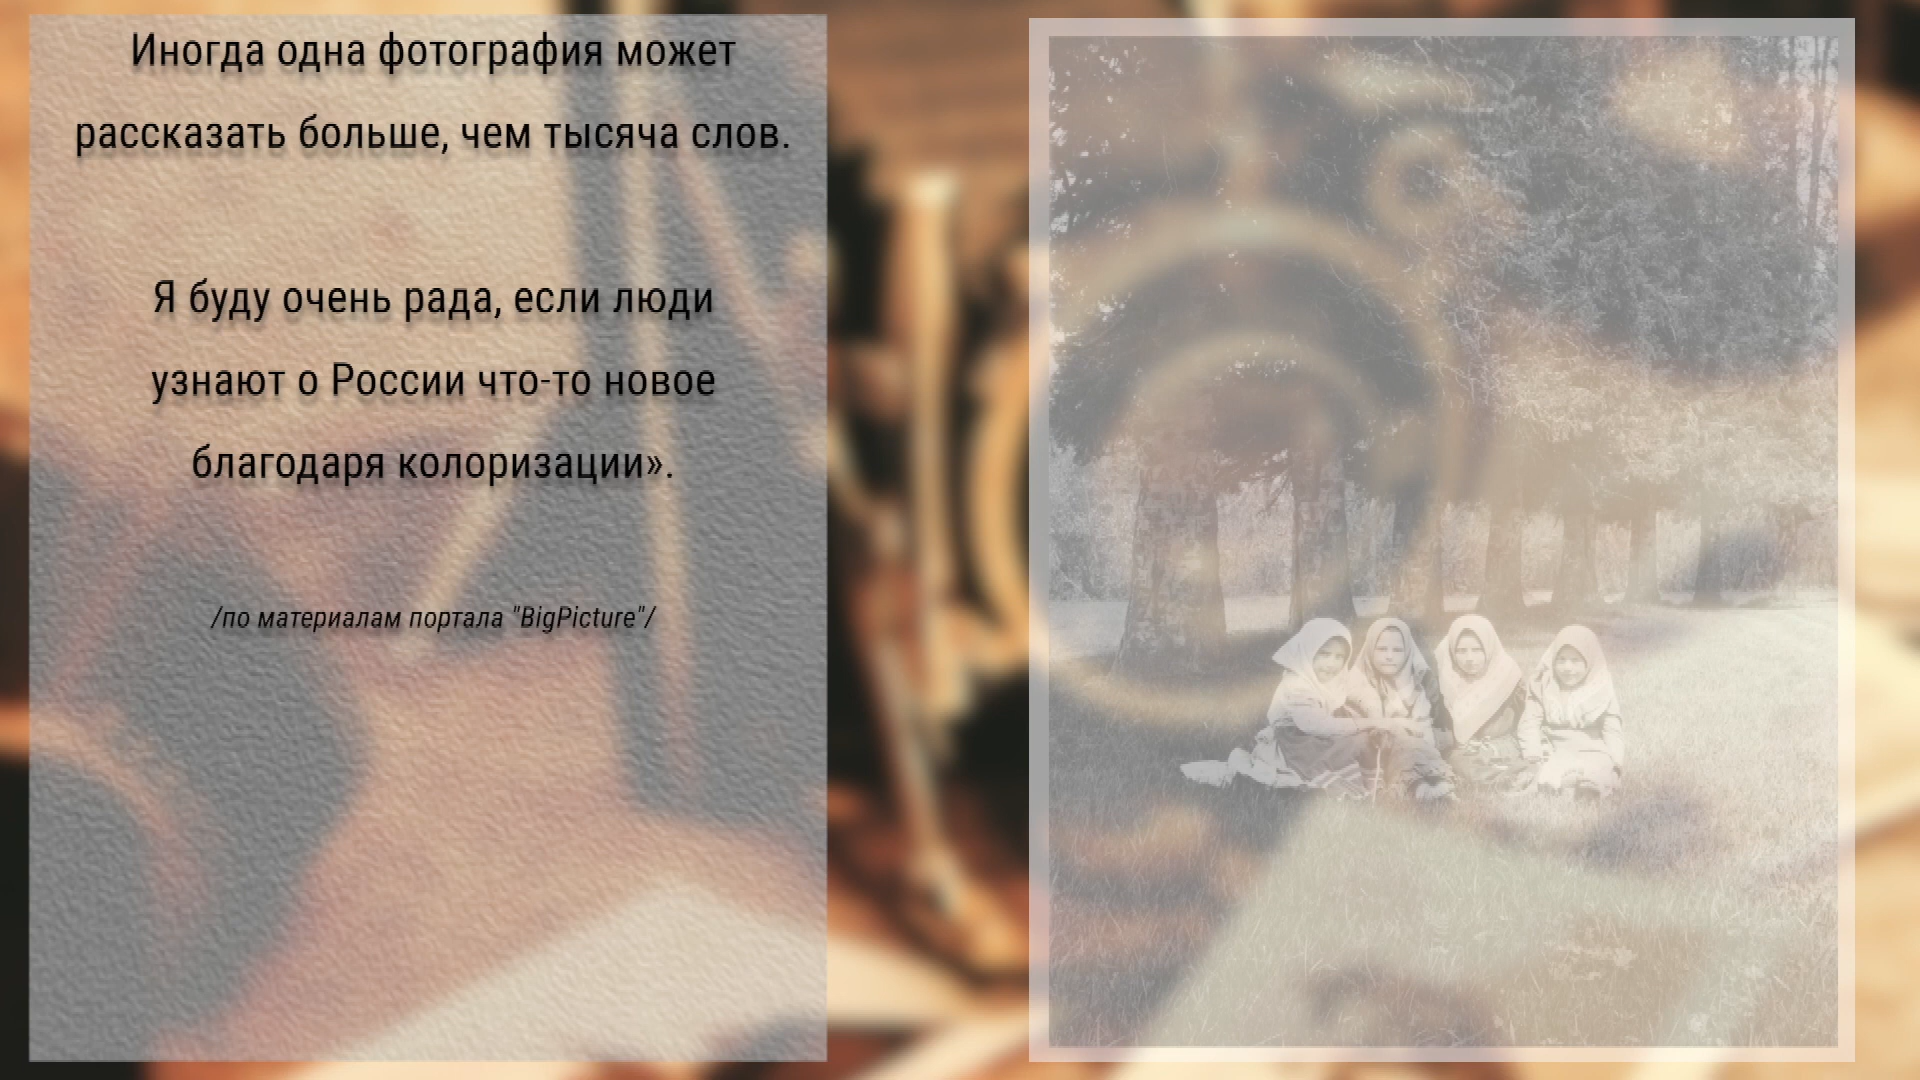 Иногда одна фотография может
рассказать больше, чем тысяча слов.
Я буду очень рада, если люди
узнают о России что-то новое
благодаря колоризации».
/по материалам портала "BigPicture"/